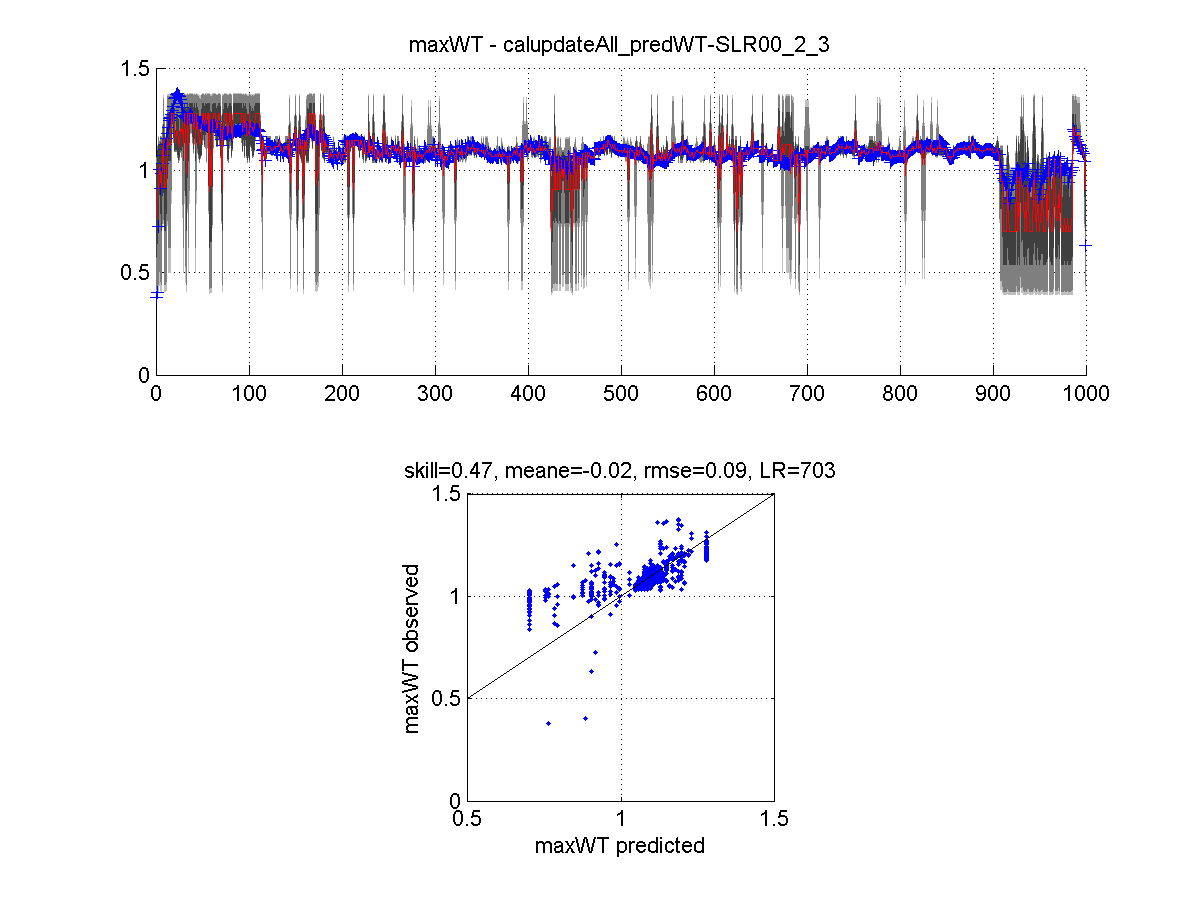 maxWT - calupdateAll_predWT-SLR00_2_3
1.5
1
0.5
0
0 100 200 300 400 500 600 700 800 900 1000
skill=0.47, meane=-0.02, rmse=0.09, LR=703
1.5
1
0.5
0
maxWT observed
0.5 1 1.5
maxWT predicted